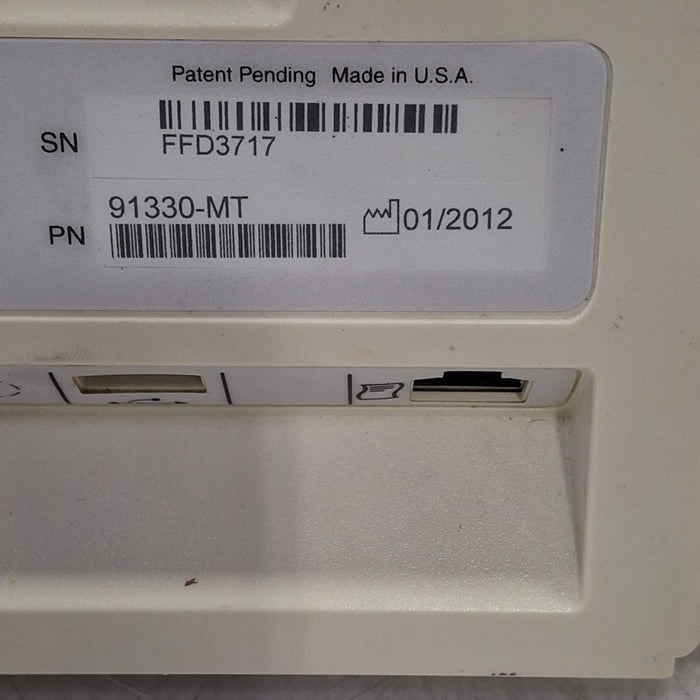 Patent Pending Made in U.S.A.
SN
FFD3717
91330-MT
PN
01/2012